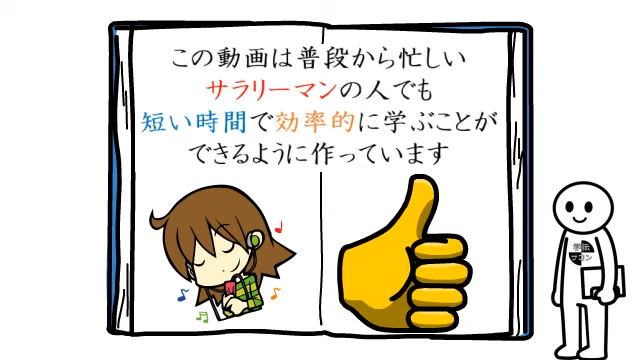 この動画は普段から忙しい
サラリーマンの人でも
短い時間で効率的に学ぶことが
できるように作っています